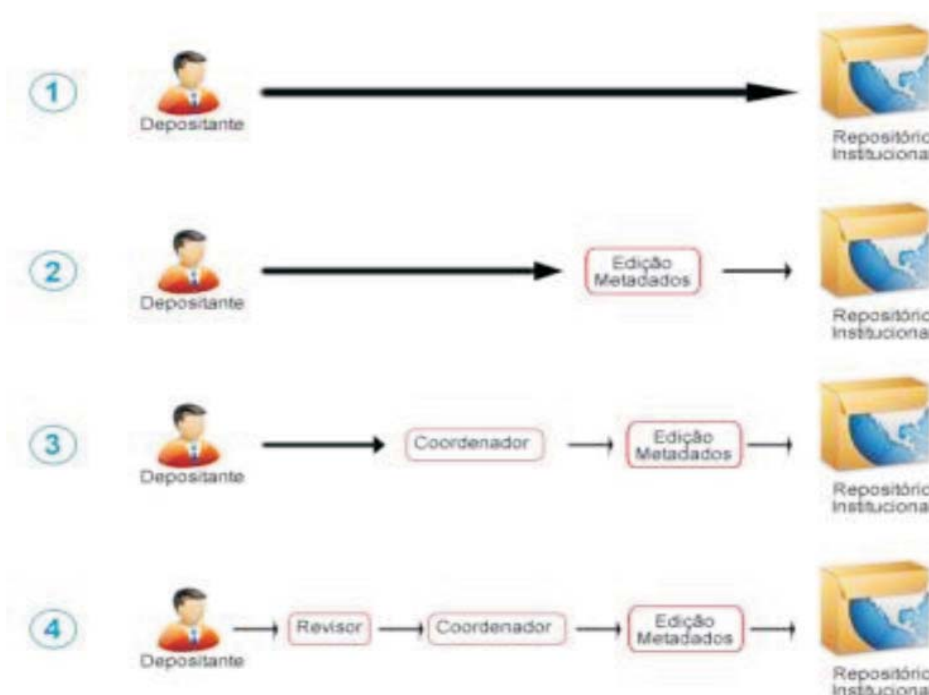 1
Depositante
Repositório
Instituciona
2
Depositante
Edição
Metadados
Repositório
Instituciona
3
Depositante
Coordenador
Edição
Metadados
Repositório
Instituciona
4
Depositante
Revisor
Coordenador
Edição
Metadados
Repositório
Instituciona